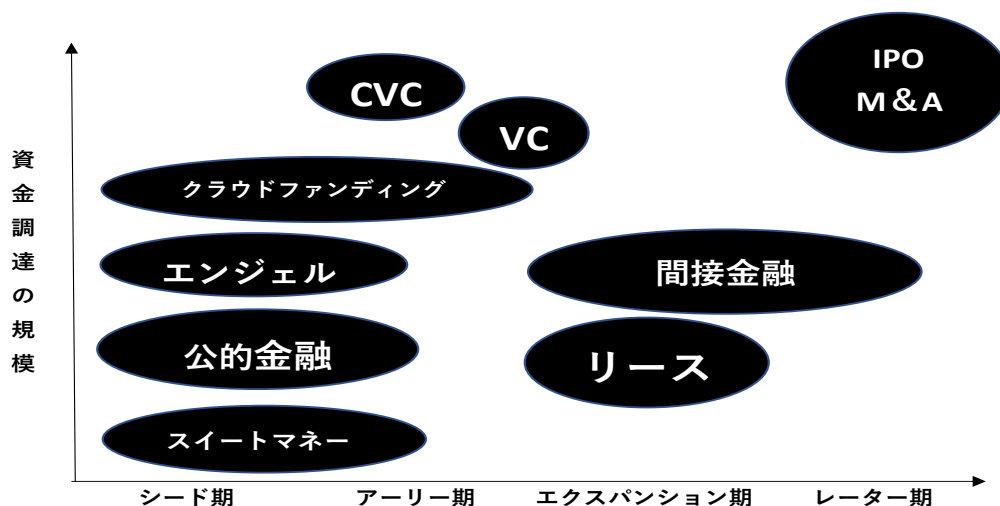 IPO
M&A
CVC
VC
クラウドファンディング
エンジェル
間接金融
公的金融
リース
スイートマネー
資金調達の規模
シード期
アーリー期
エクスパンション期
レーター期